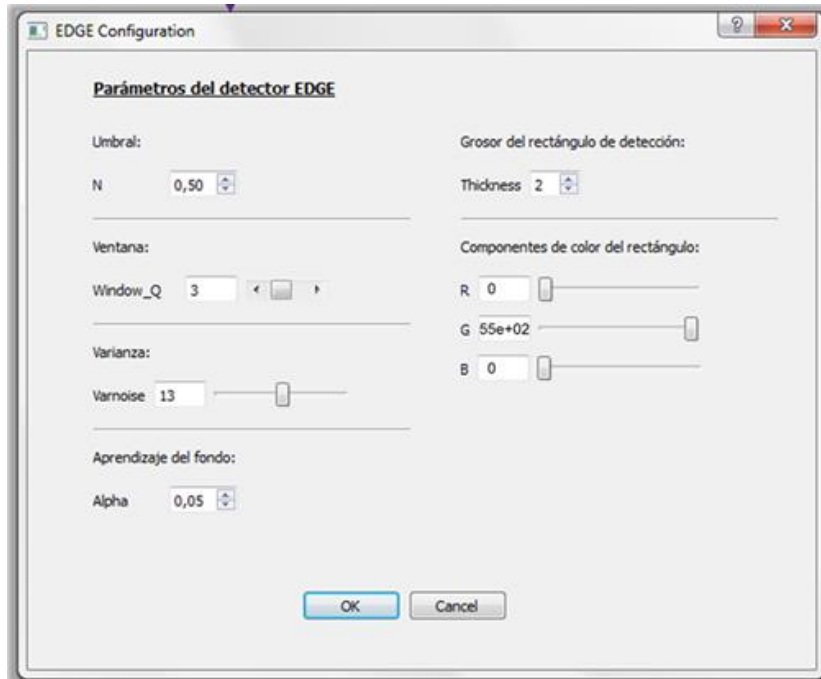 EDGE Configuration
Parámetros del detector EDGE
Umbral:
N 0,50
Ventana:
Window_Q 3
Varianza:
Varnoise 13
Aprendizaje del fondo:
Alpha 0,05
Grosor del rectángulo de detección:
Thickness 2
Componentes de color del rectángulo:
R 0
G 55e+02
B 0
OK Cancel